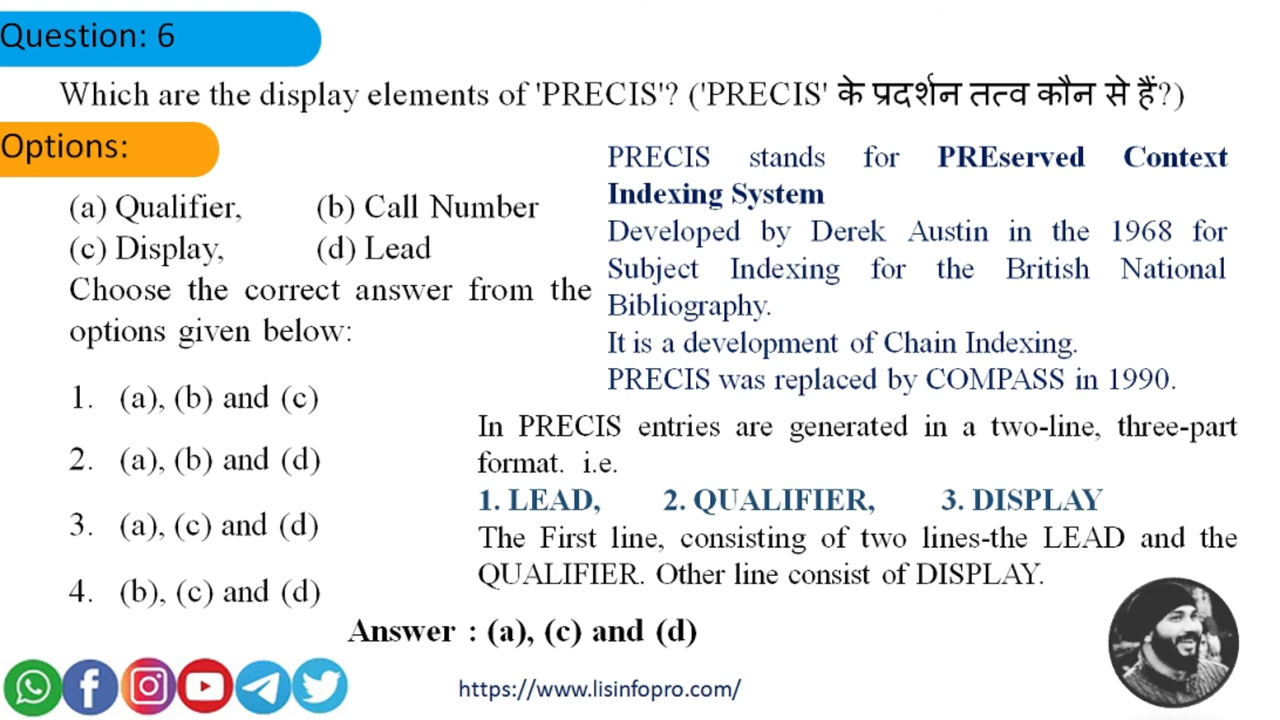 Question: 6
Which are the display elements of 'PRECIS'? ('PRECIS' के प्रदर्शन तत्व कौन से हैं?)
Options:
(a) Qualifier, (b) Call Number
(c) Display, (d) Lead
Choose the correct answer from the
options given below:
1. (a), (b) and (c)
2. (a), (b) and (d)
3. (a), (c) and (d)
4. (b), (c) and (d)
PRECIS stands for PREserved Context
Indexing System
Developed by Derek Austin in the 1968 for
Subject Indexing for the British National
Bibliography.
It is a development of Chain Indexing.
PRECIS was replaced by COMPASS in 1990.
In PRECIS entries are generated in a two-line, three-part
format. i.e.
1. LEAD, 2. QUALIFIER, 3. DISPLAY
The First line, consisting of two lines-the LEAD and the
QUALIFIER. Other line consist of DISPLAY.
Answer : (a), (c) and (d)
https://www.lisinfopro.com/